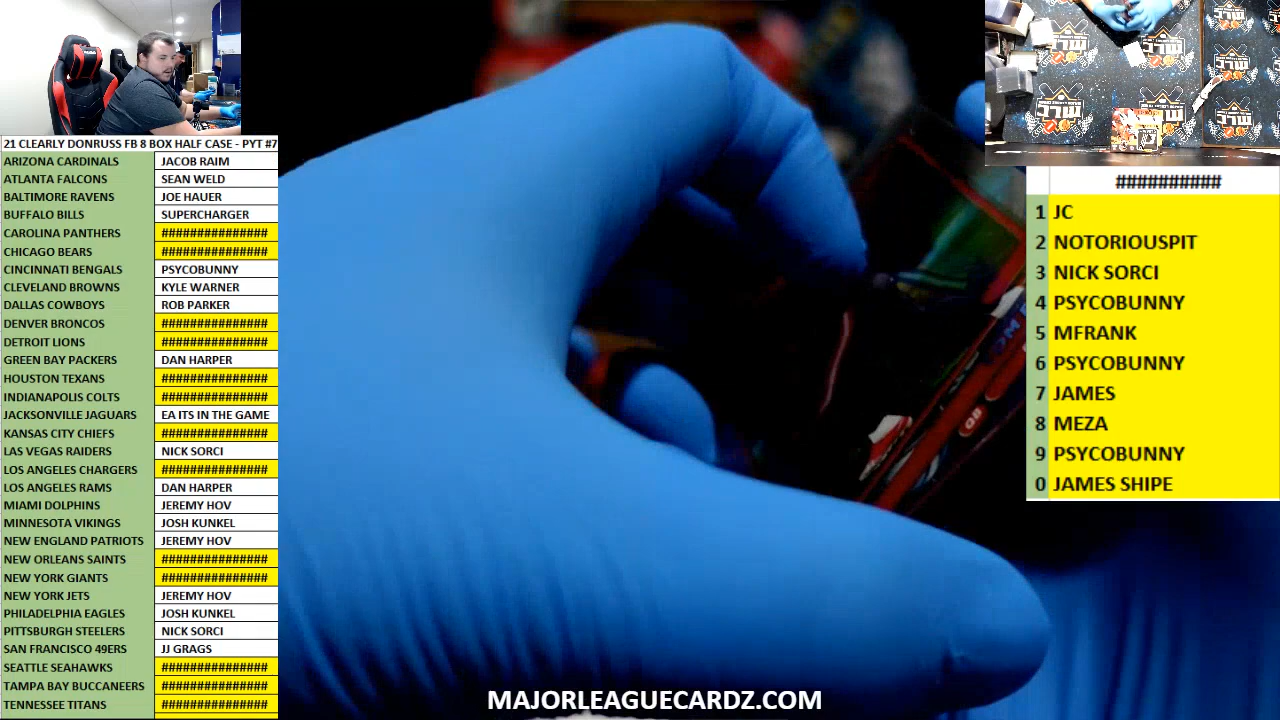 21 CLEARLY DONRUSS FB 8 BOX HALF CASE - PYT #7
ARIZONA CARDINALS JACOB RAIM
ATLANTA FALCONS SEAN WELD
BALTIMORE RAVENS JOE HAUER
BUFFALO BILLS SUPERCHARGER
CAROLINA PANTHERS ###############
CHICAGO BEARS ###############
CINCINNATI BENGALS PSYCOBUNNY
CLEVELAND BROWNS KYLE WARNER
DALLAS COWBOYS ROB PARKER
DENVER BRONCOS ###############
DETROIT LIONS ###############
GREEN BAY PACKERS DAN HARPER
HOUSTON TEXANS ###############
INDIANAPOLIS COLTS ###############
JACKSONVILLE JAGUARS EA ITS IN THE GAME
KANSAS CITY CHIEFS ###############
LAS VEGAS RAIDERS NICK SORCI
LOS ANGELES CHARGERS ###############
LOS ANGELES RAMS DAN HARPER
MIAMI DOLPHINS JEREMY HOV
MINNESOTA VIKINGS JOSH KUNKEL
NEW ENGLAND PATRIOTS JEREMY HOV
NEW ORLEANS SAINTS ###############
NEW YORK GIANTS ###############
NEW YORK JETS JEREMY HOV
PHILADELPHIA EAGLES JOSH KUNKEL
PITTSBURGH STEELERS NICK SORCI
SAN FRANCISCO 49ERS JJ GRAGS
SEATTLE SEAHAWKS ###############
TAMPA BAY BUCCANEERS ###############
TENNESSEE TITANS ###############
##########
1 JC
2 NOTORIOUSPIT
3 NICK SORCI
4 PSYCOBUNNY
5 MFRANK
6 PSYCOBUNNY
7 JAMES
8 MEZA
9 PSYCOBUNNY
0 JAMES SHIPE
QB
MLC
MLC
MLC
MAJORLEAGUECARDZ.COM